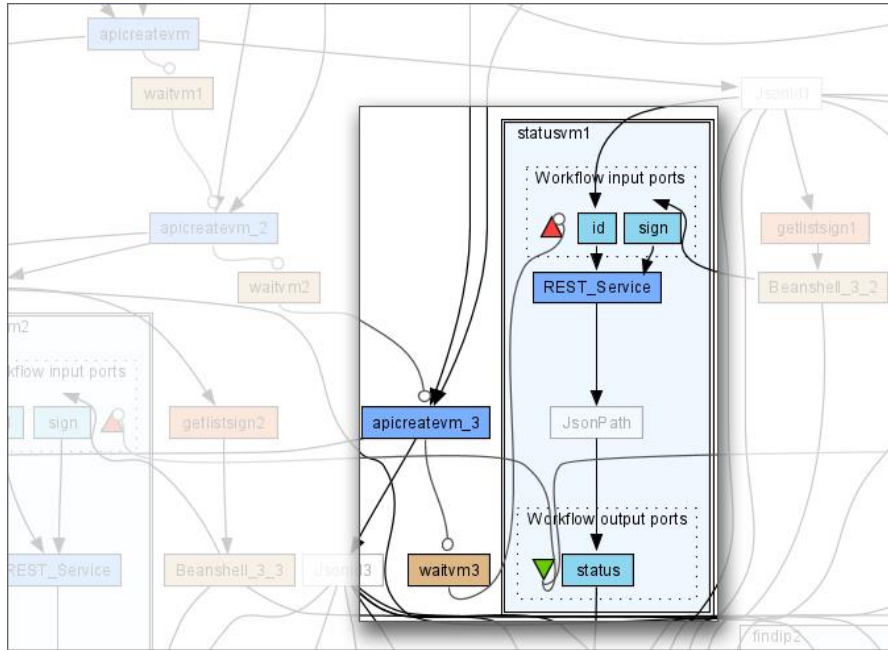 apicreatevm
waitvm1
JsonId1
statusvm1
Workflow input ports
id
sign
apicreatevm_2
getlistsign1
waitvm2
REST_Service
Beanshell_3_2
m2
kflow input ports
sign
getlistsign2
apicreatevm_3
JsonPath
Workflow output ports
REST_Service
Beanshell_3_3
JsonId3
waitvm3
status
findip2